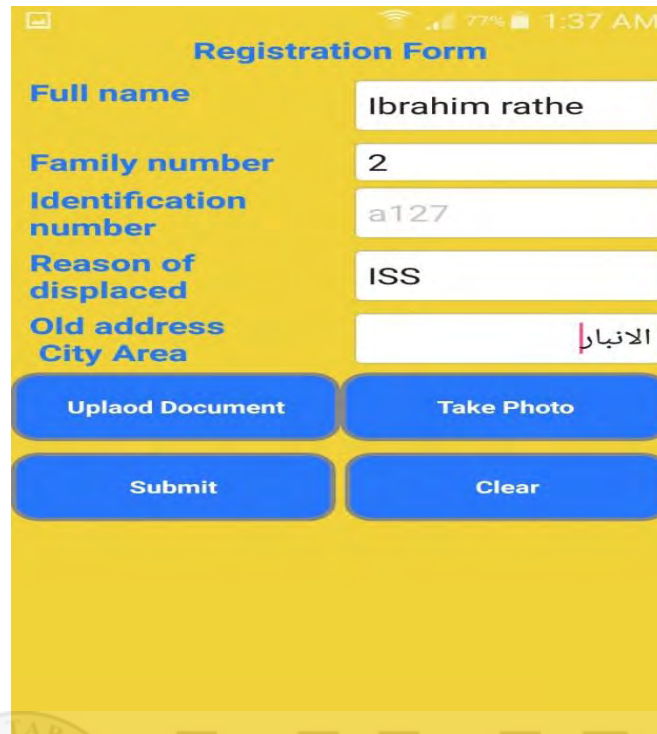 77% 1:37 AM
Registration Form
Full name
Ibrahim rathe
Family number
2
Identification
number
a127
Reason of
displaced
ISS
Old address
City Area
الانبار
Uplaod Document
Take Photo
Submit
Clear